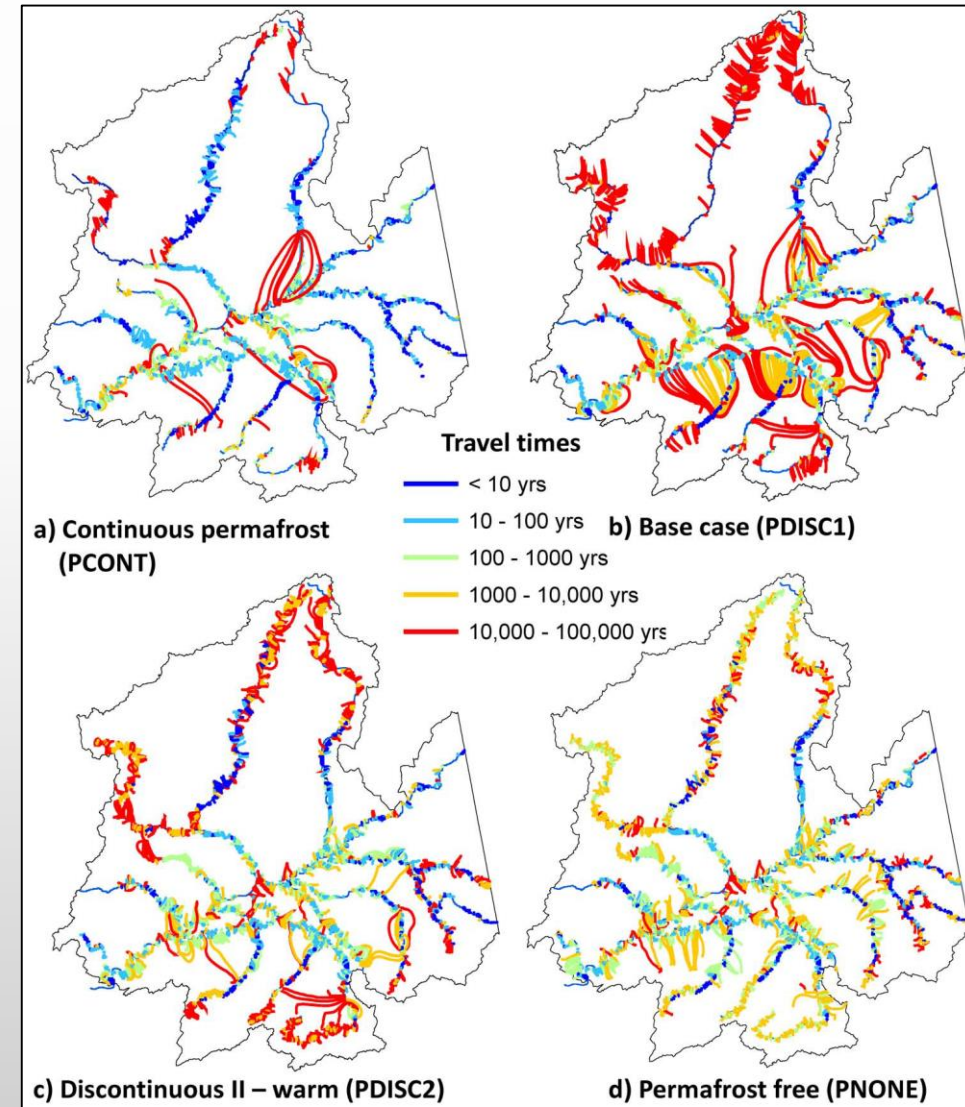 a) Continuous permafrost
(PCONT)
b) Base case (PDISC1)
Travel times
< 10 yrs
10 - 100 yrs
100 - 1000 yrs
1000 - 10,000 yrs
10,000 - 100,000 yrs
c) Discontinuous II – warm (PDISC2)
d) Permafrost free (PNONE)